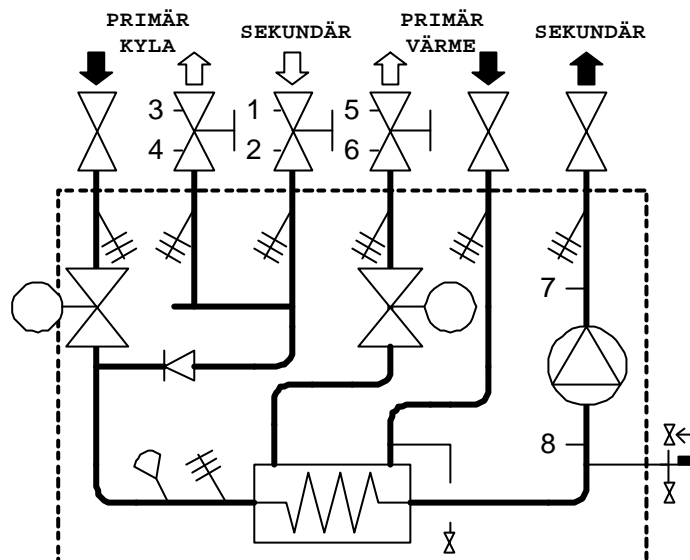 PRIMÄR
KYLA
SEKUNDÄR
PRIMÄR
VÄRME
SEKUNDÄR
3
1
5
4
2
6
7
8